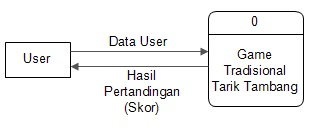 0
Data User
User
Game
Tradisional
Tarik Tambang
Hasil
Pertandingan
(Skor)